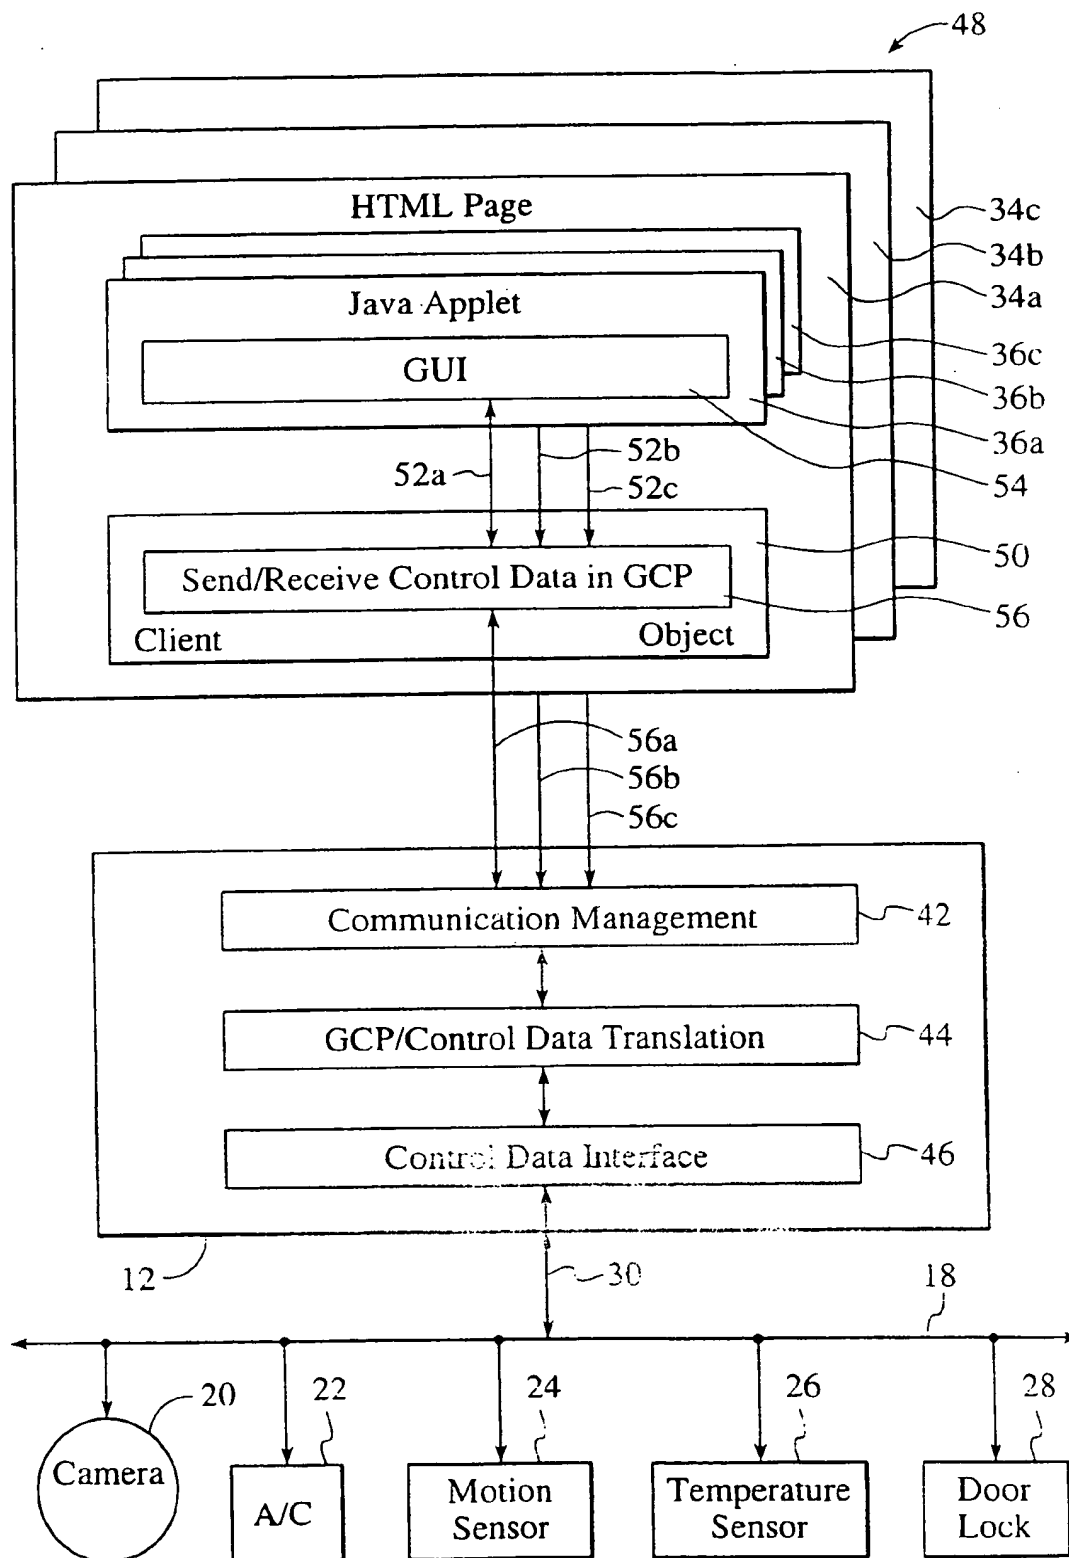 48
HTML Page
34c
34b
34a
Java Applet
36c
GUI
36b
36a
52b
52a
52c
54
50
Send/Receive Control Data in GCP
56
Client
Object
56a
56b
56c
Communication Management
42
GCP/Control Data Translation
44
Control Data Interface
46
12
30
18
20
22
24
26
28
Camera
A/C
Motion
Sensor
Temperature
Sensor
Door
Lock